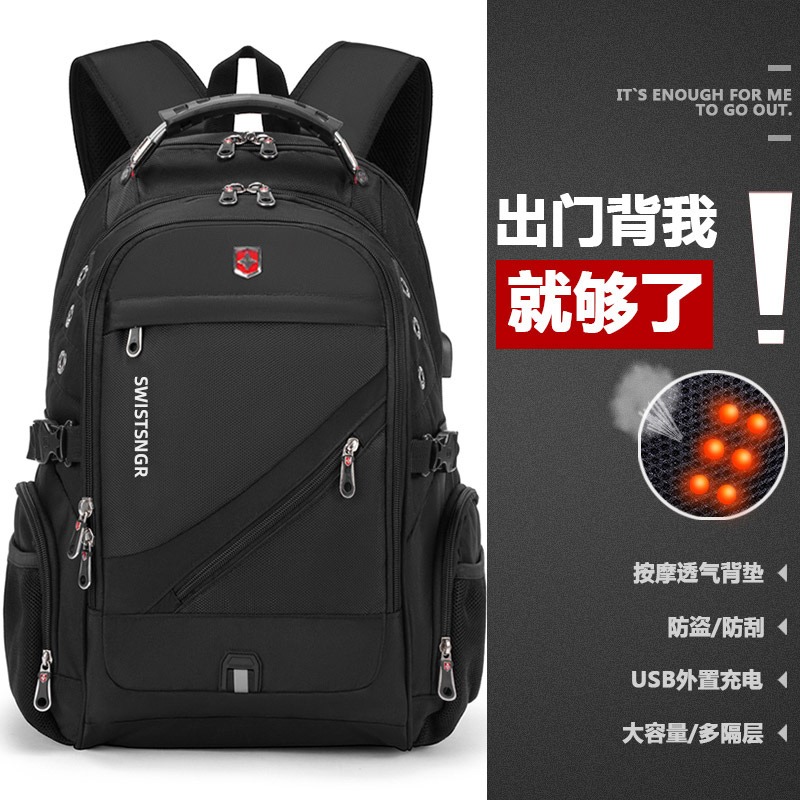 IT`S ENOUGH FOR ME
TO GO OUT.
出门背我
就够了
!
SWISTSNGR
按摩透气背垫
防盗/防刮
USB外置充电
大容量/多隔层